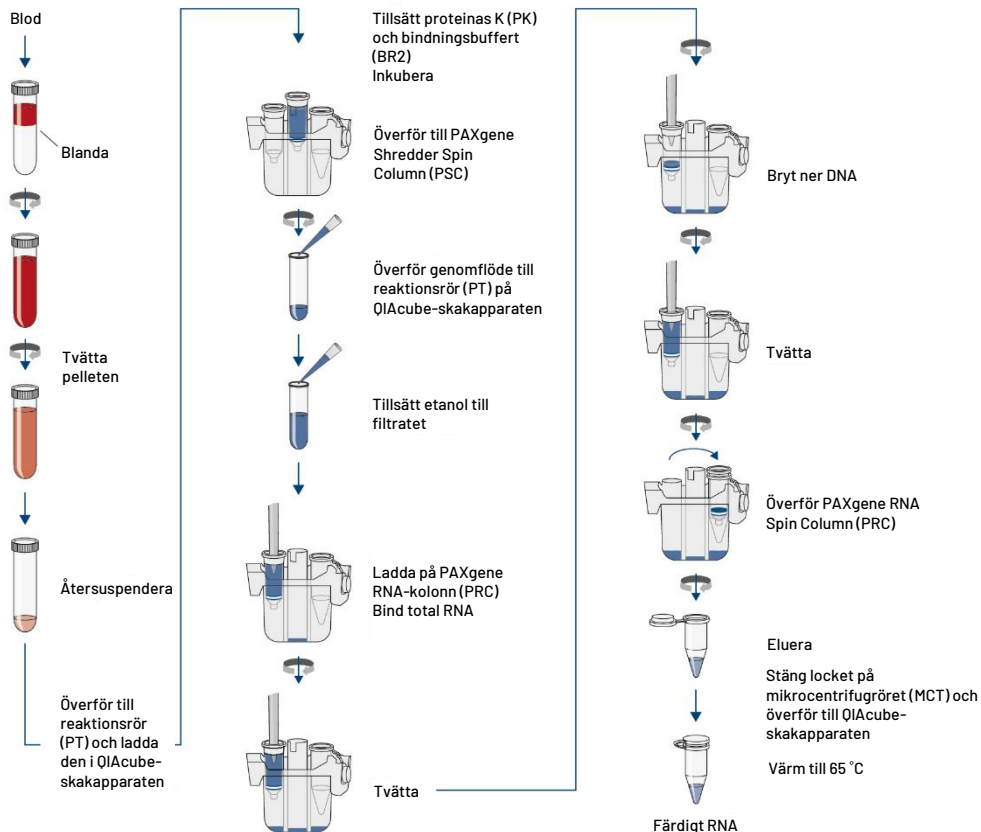 Blod
Blanda
Tvätta
pelleten
Återsuspendera
Överför till
reaktionsrör
(PT) och ladda
den i QIAcube-
skakapparaten
Tillsätt proteinas K (PK)
och bindningsbuffert
(BR2)
Inkubera
Överför till PAXgene
Shredder Spin
Column (PSC)
Överför genomflöde till
reaktionsrör (PT) på
QIAcube-skakapparaten
Tillsätt etanol till
filtratet
Ladda på PAXgene
RNA-kolonn (PRC)
Bind total RNA
Tvätta
Bryt ner DNA
Tvätta
Överför PAXgene RNA
Spin Column (PRC)
Eluera
Stäng locket på
mikrocentrifugröret (MCT) och
överför till QIAcube-
skakapparaten
Värm till 65 ˚C
Färdigt RNA